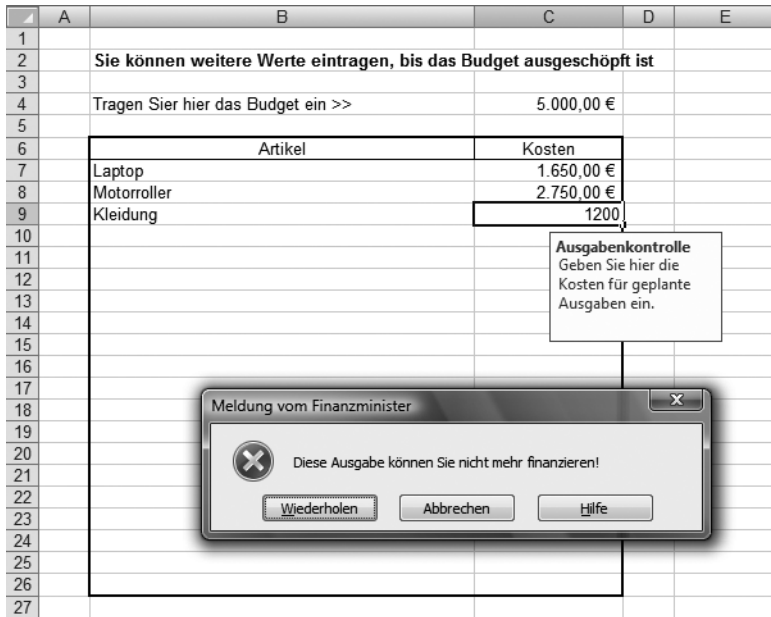 A B C D E
1
2 Sie können weitere Werte eintragen, bis das Budget ausgeschöpft ist
3
4 Tragen Sier hier das Budget ein >> 5.000,00 €
5
6 Artikel Kosten
7 Laptop 1.650,00 €
8 Motorroller 2.750,00 €
9 Kleidung 1200
10
Ausgabenkontrolle
11 Geben Sie hier die
12 Kosten für geplante
13 Ausgaben ein.
14
15
16
17
18 Meldung vom Finanzminister
19
20 Diese Ausgabe können Sie nicht mehr finanzieren!
21
22 Wiederholen Abbrechen Hilfe
23
24
25
26
27